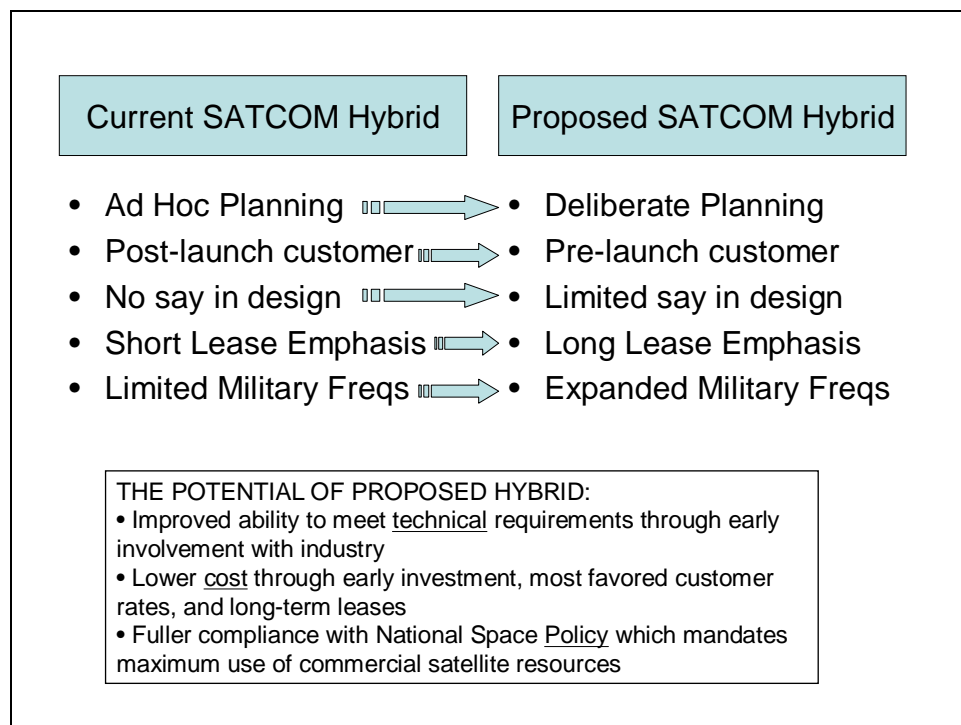 Current SATCOM Hybrid
Proposed SATCOM Hybrid
• Ad Hoc Planning
• Deliberate Planning
• Post-launch customer
• Pre-launch customer
• No say in design
• Limited say in design
• Short Lease Emphasis
• Long Lease Emphasis
• Limited Military Freqs
• Expanded Military Freqs
THE POTENTIAL OF PROPOSED HYBRID:
• Improved ability to meet technical requirements through early
involvement with industry
• Lower cost through early investment, most favored customer
rates, and long-term leases
• Fuller compliance with National Space Policy which mandates
maximum use of commercial satellite resources